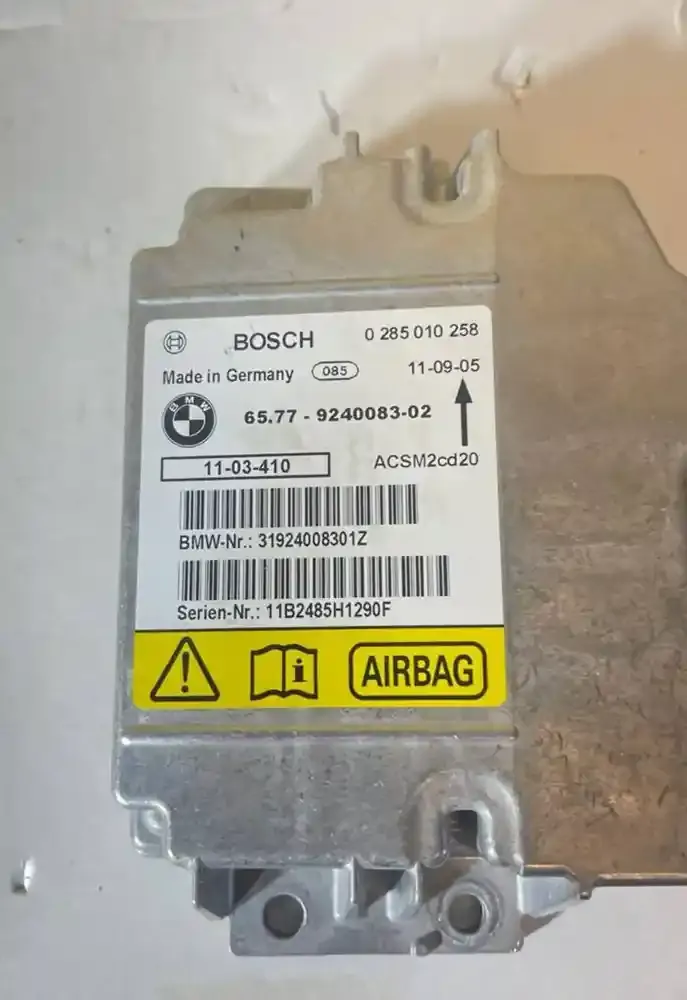 BOSCH 0 285 010 258
Made in Germany 085 11-09-05
BMW 65.77 - 9240083-02
11-03-410 ACSM2cd20
BMW-Nr.: 31924008301Z
Serien-Nr.: 11B2485H1290F
AIRBAG